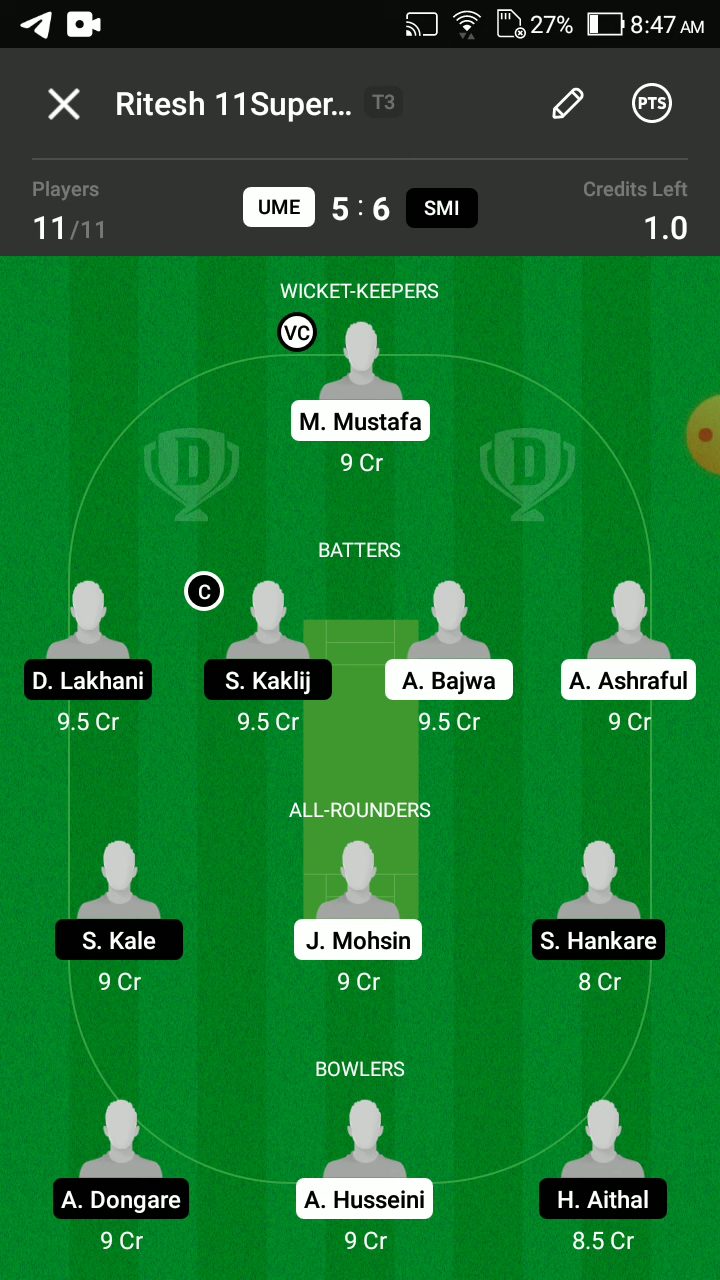 27% 8:47 AM
Ritesh 11Super... T3 PTS
Players Credits Left
11/11 UME 5 : 6 SMI 1.0
WICKET-KEEPERS
VC
M. Mustafa
9 Cr
D D
BATTERS
C
D. Lakhani S. Kaklij A. Bajwa A. Ashraful
9.5 Cr 9.5 Cr 9.5 Cr 9 Cr
ALL-ROUNDERS
S. Kale J. Mohsin S. Hankare
9 Cr 9 Cr 8 Cr
BOWLERS
A. Dongare A. Husseini H. Aithal
9 Cr 9 Cr 8.5 Cr